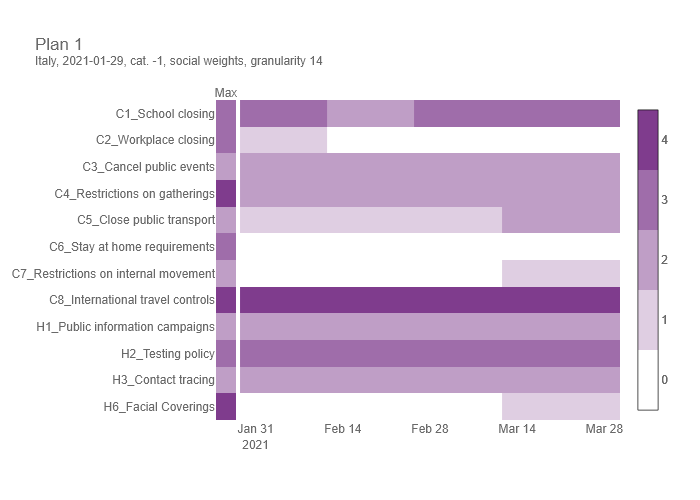 Plan 1
Italy, 2021-01-29, cat. -1, social weights, granularity 14
Max
C1_School closing
C2_Workplace closing
C3_Cancel public events
C4_Restrictions on gatherings
C5_Close public transport
C6_Stay at home requirements
C7_Restrictions on internal movement
C8_International travel controls
H1_Public information campaigns
H2_Testing policy
H3_Contact tracing
H6_Facial Coverings
Jan 31 Feb 14 Feb 28 Mar 14 Mar 28
2021
4
3
2
1
0